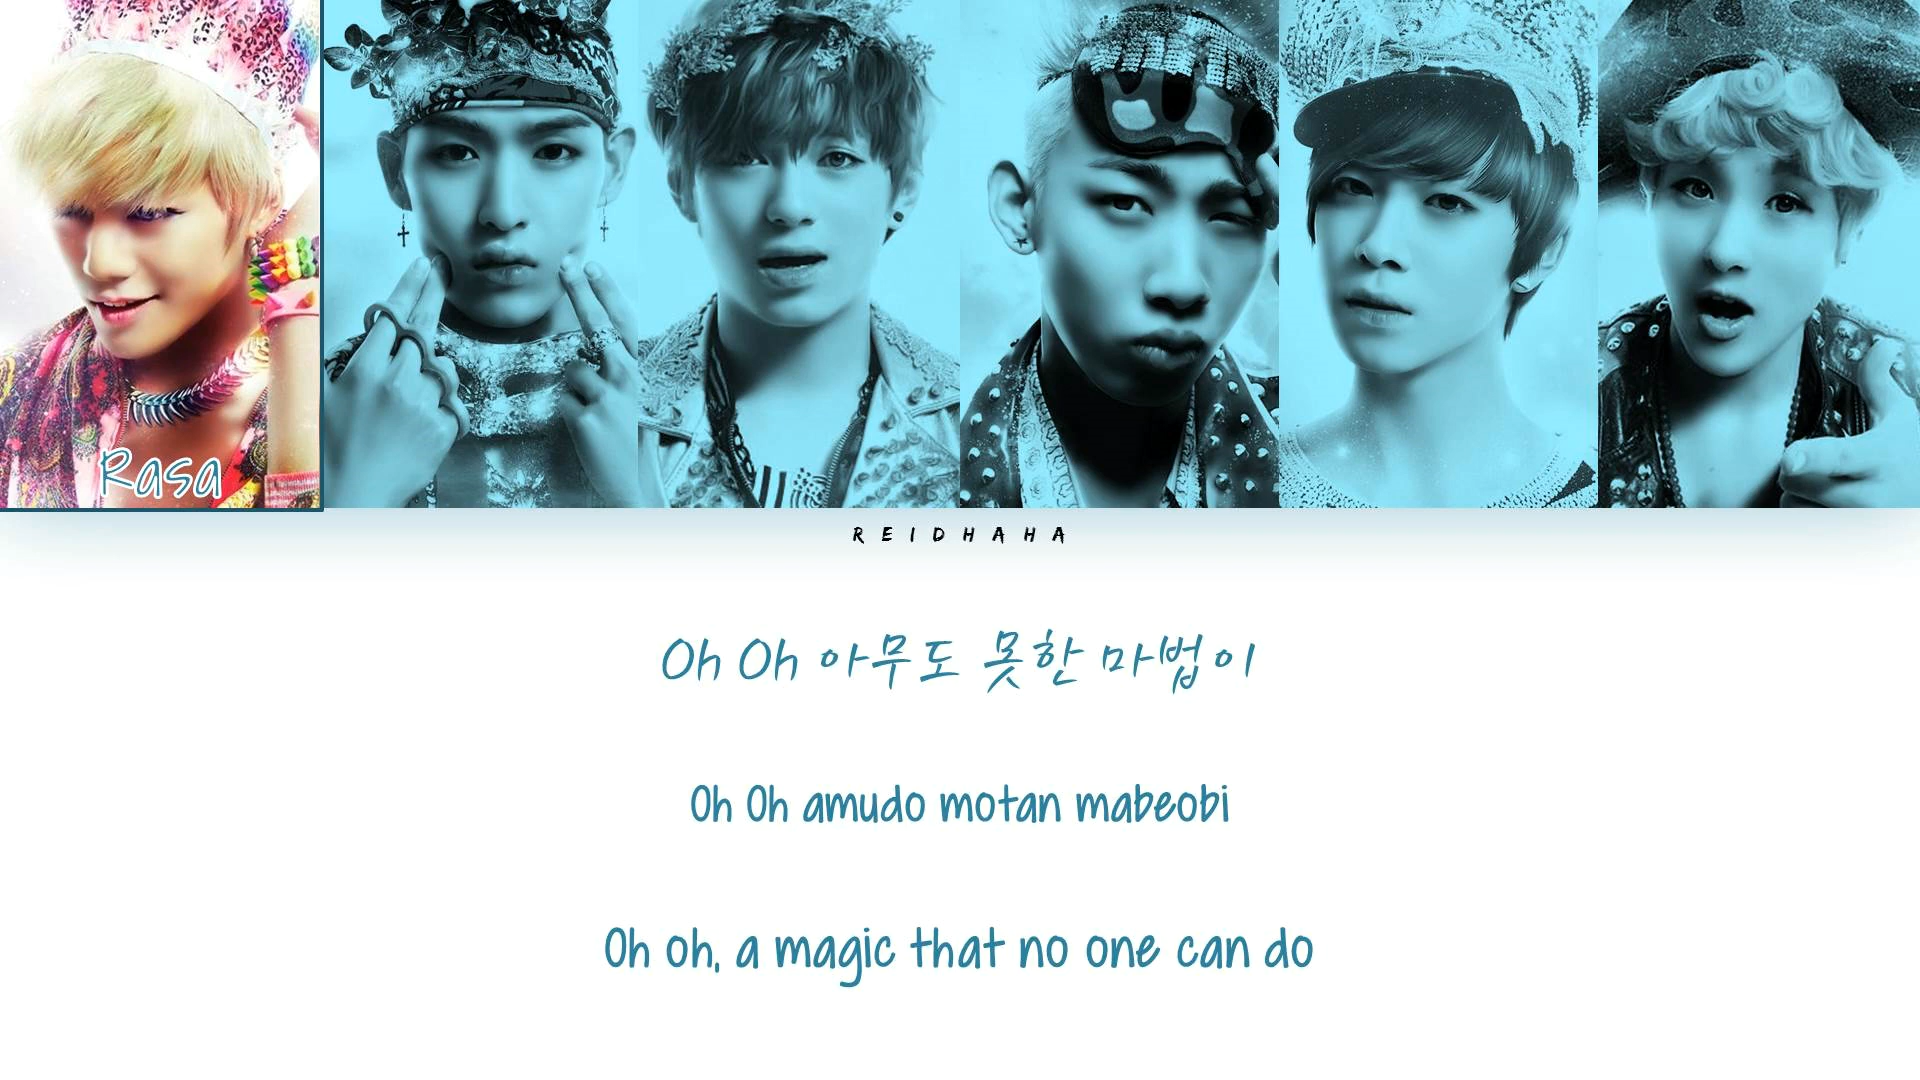 Rasa
REIDHAHA
Oh Oh 아무도 못한 마법이
Oh Oh amudo motan mabeobi
Oh oh, a magic that no one can do